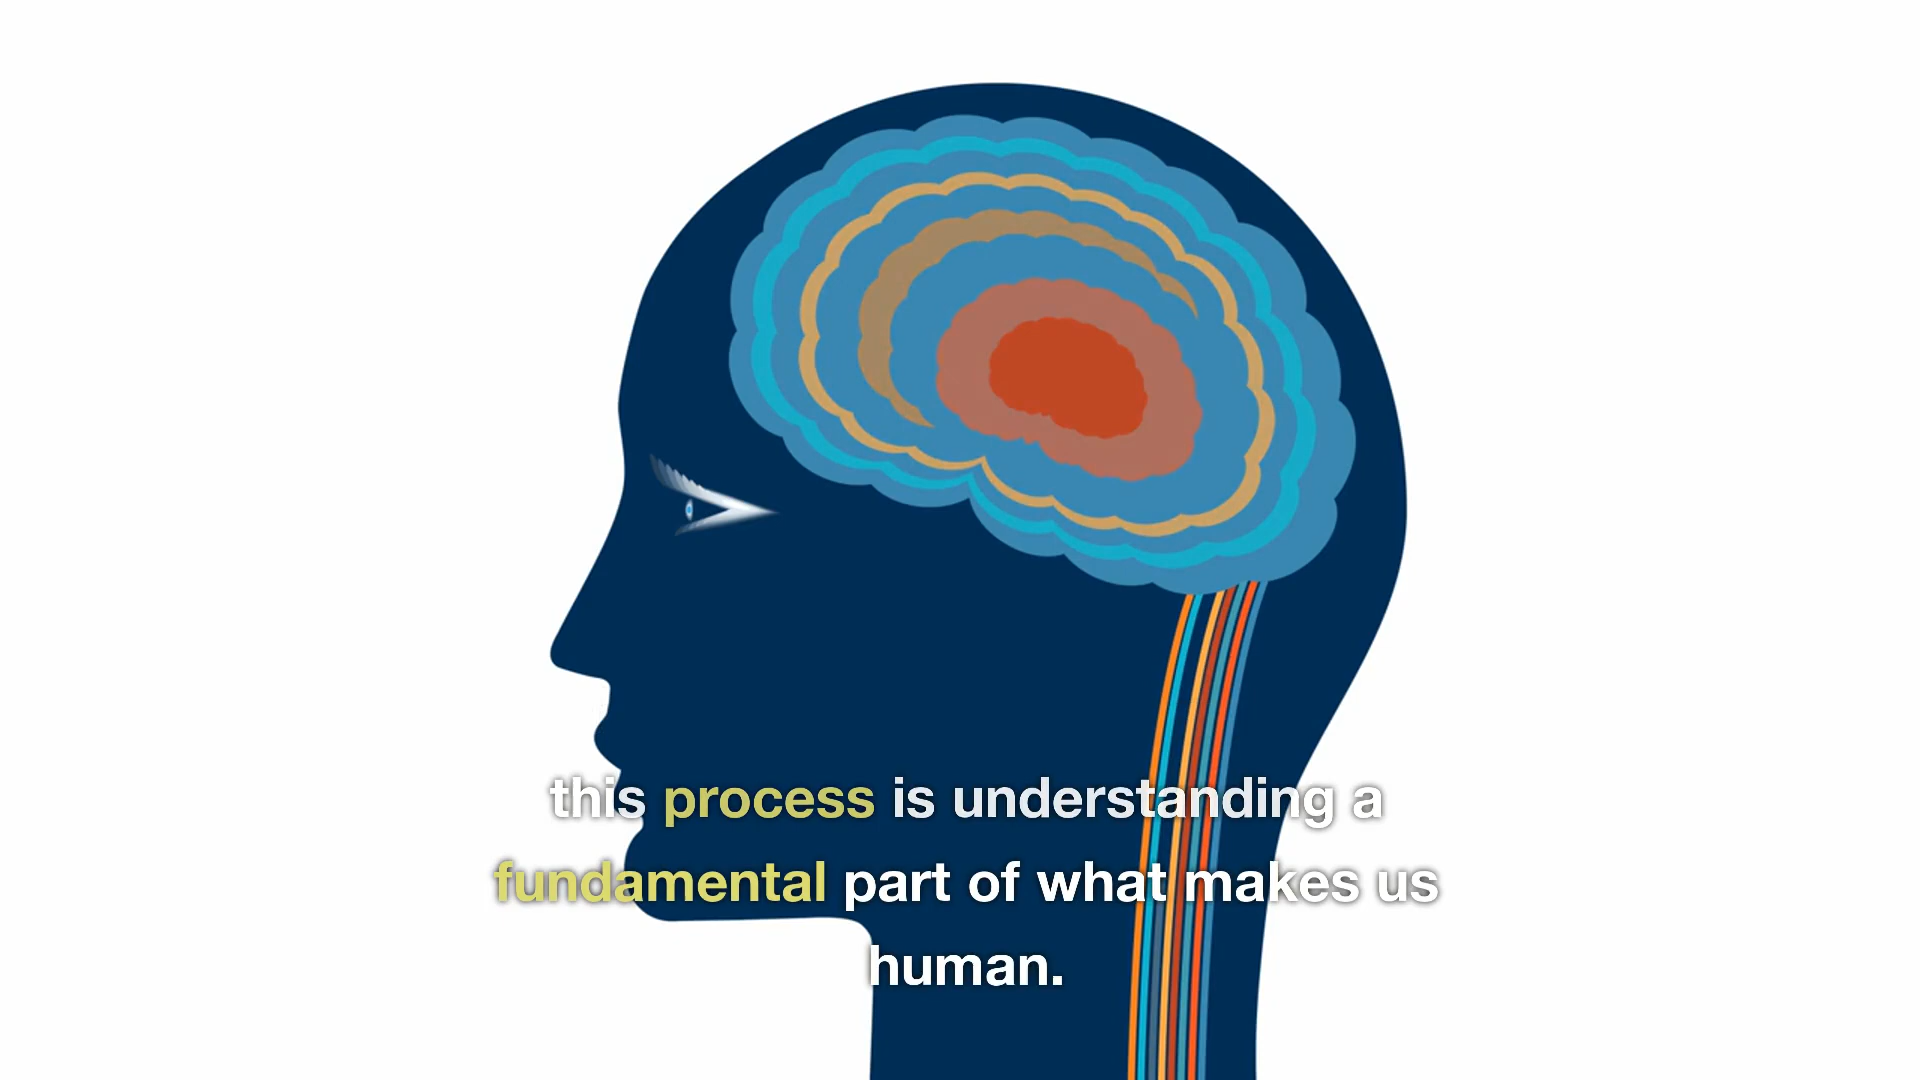 this process is understanding a
fundamental part of what makes us
human.